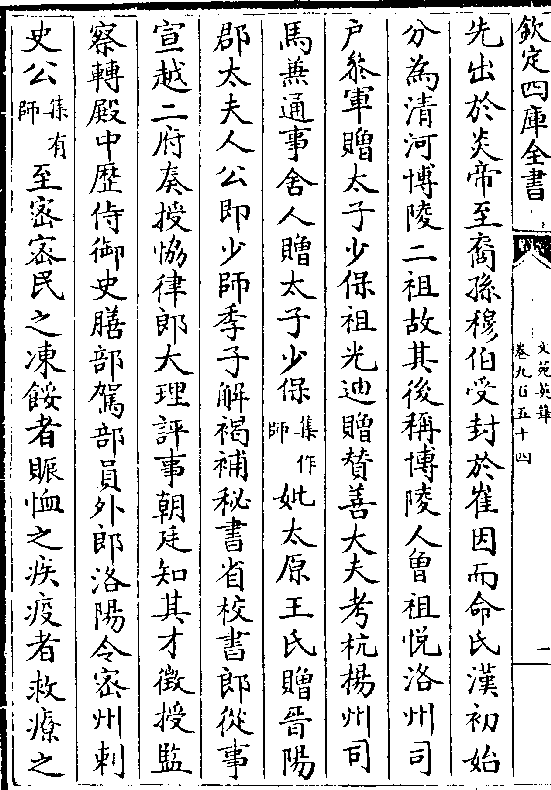 欽定四庫全書
文苑英華
卷九百五十四
一
先出於炎帝至裔孫穆伯受封於崔因而命氏漢初始
分為清河博陵二祖故其後稱博陵人曾祖悦洛州司
户叅軍贈太子少保祖光迪贈賛善大夫考杭揚州司
馬兼通事舍人贈太子少保集作師妣太原王氏贈晉陽
郡太夫人公即少師季子解褐補秘書省校書郎從事
宣越二府奏授恊律郎大理評事朝廷知其才徵授監
察轉殿中歴侍御史膳部駕部員外郎洛陽令密州刺
史公集有師至密密民之凍餒者賑恤之疾疫者救療之